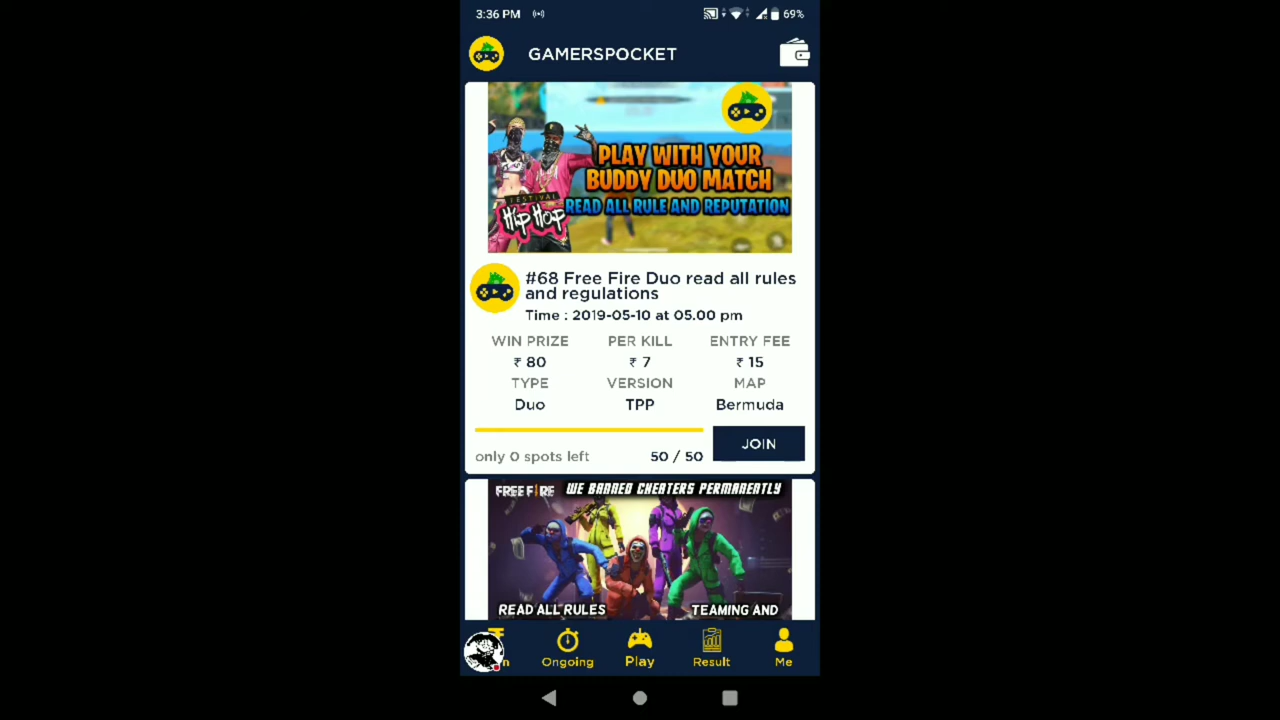 3:36 PM
69%
GAMERSPOCKET
PLAY WITH YOUR
BUDDY DUO MATCH
READ ALL RULE AND REPUTATION
FESTIVAL
Hip Hop
#68 Free Fire Duo read all rules
and regulations
Time : 2019-05-10 at 05.00 pm
WIN PRIZE PER KILL ENTRY FEE
₹ 80 ₹ 7 ₹ 15
TYPE VERSION MAP
Duo TPP Bermuda
only 0 spots left 50 / 50 JOIN
FREE FIRE WE BANNED CHEATERS PERMANENTLY
READ ALL RULES TEAMING AND
Ongoing Play Result Me